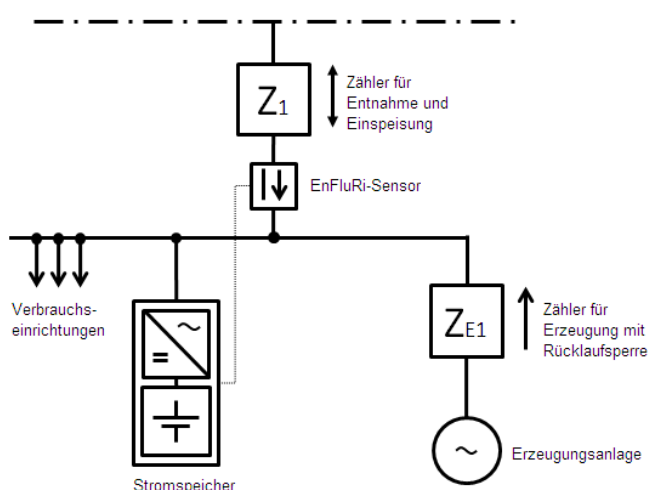 Z1
Zähler für
Entnahme und
Einspeisung
EnFluRi-Sensor
Verbrauchs-
einrichtungen
ZE1
Zähler für
Erzeugung mit
Rücklaufsperre
Erzeugungsanlage
Stromspeicher